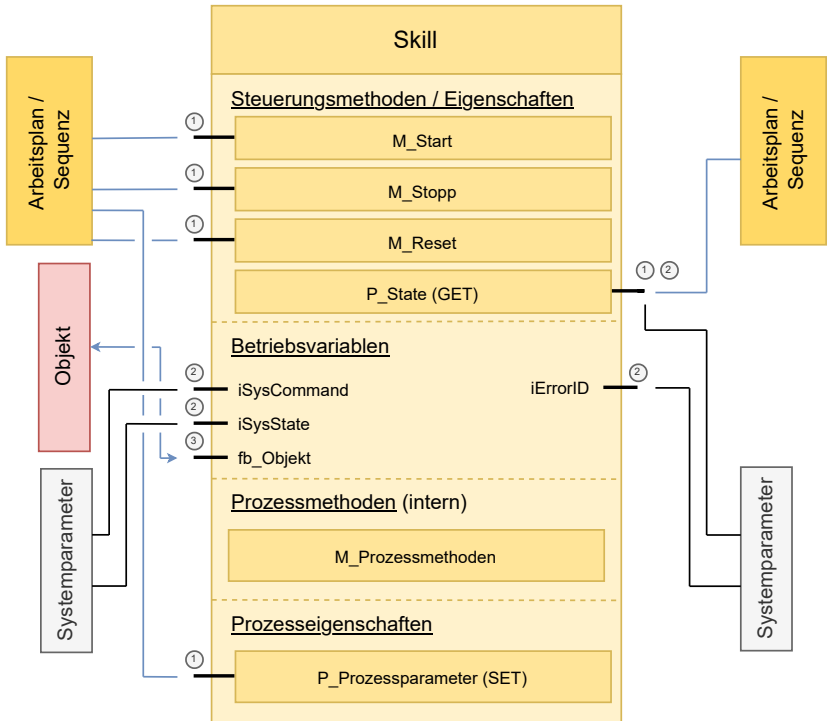 Skill
Arbeitsplan /
Sequenz
Steuerungsmethoden / Eigenschaften
1
M_Start
1
M_Stopp
1
M_Reset
P_State (GET)
1 2
Arbeitsplan /
Sequenz
Objekt
Betriebsvariablen
2
iSysCommand
iErrorID
2
2
iSysState
3
fb_Objekt
Systemparameter
Systemparameter
Prozessmethoden (intern)
M_Prozessmethoden
Prozesseigenschaften
1
P_Prozessparameter (SET)